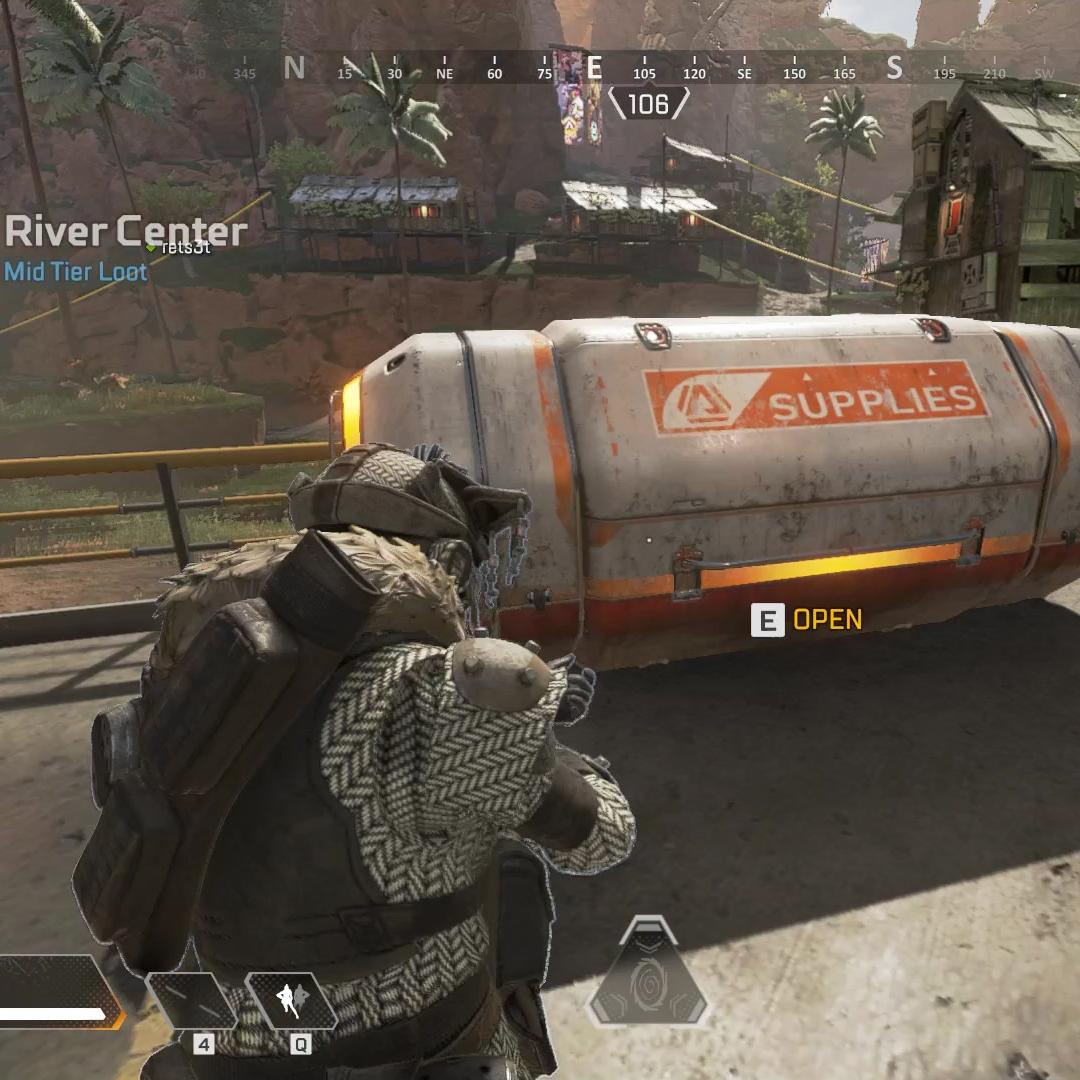 345 N 15 30 NE 60 75 E 105 120 SE 150 165 S 195 210 SW
106
River Center
rets3t
Mid Tier Loot
SUPPLIES
E OPEN
4 Q